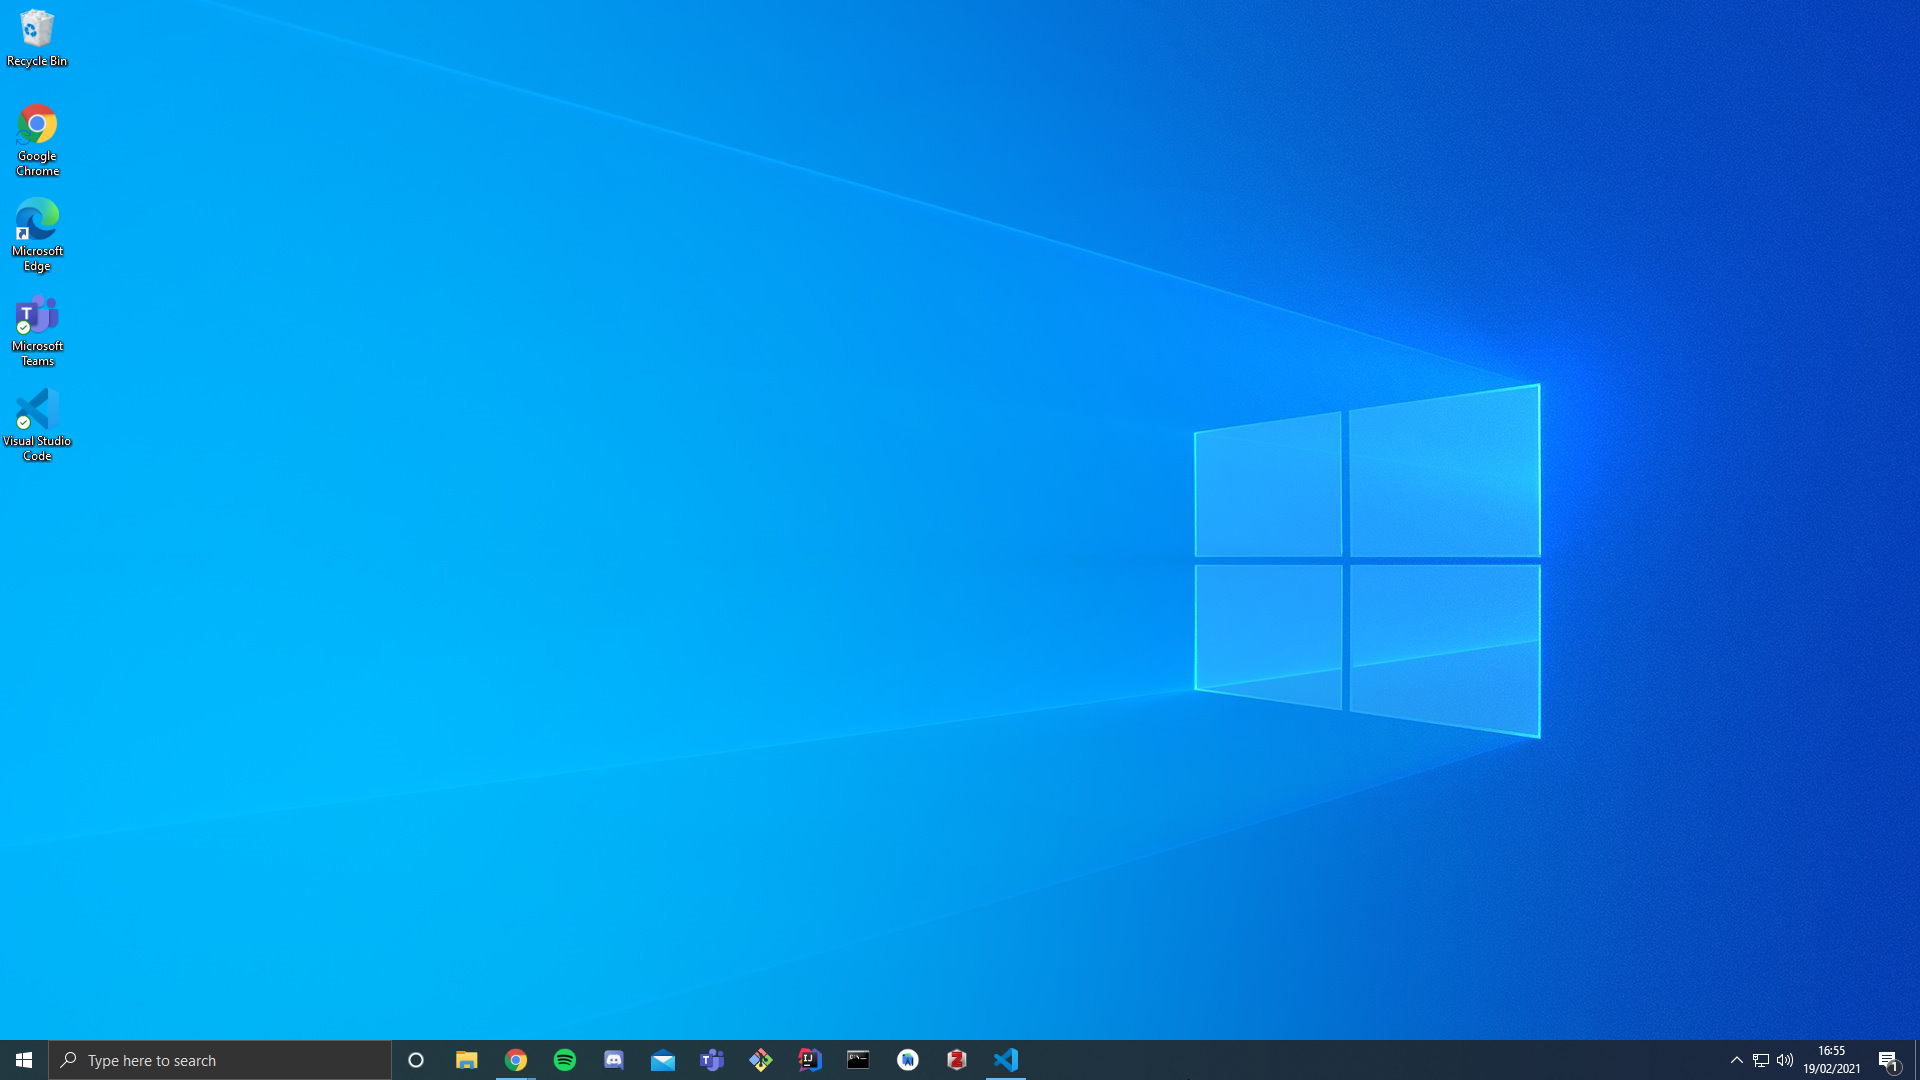 Recycle Bin
Google
Chrome
Microsoft
Edge
Microsoft
Teams
Visual Studio
Code
Type here to search
16:55
19/02/2021
1